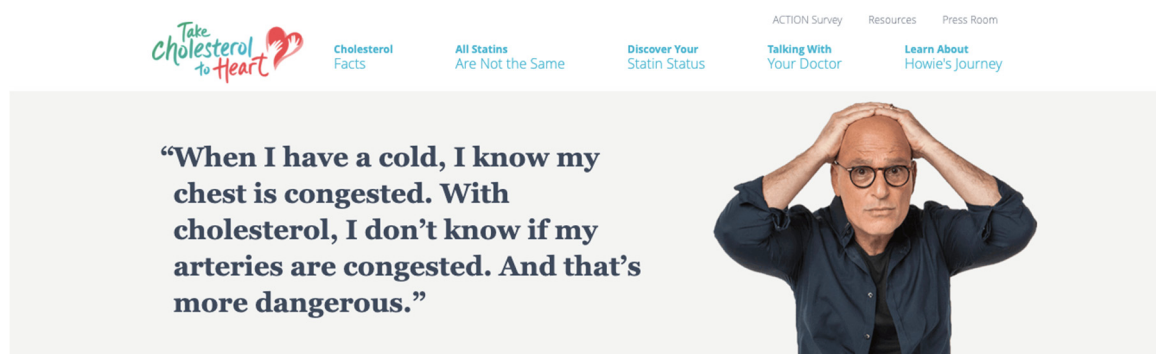 Take
cholesterol
to Heart
ACTION Survey Resources Press Room
Cholesterol
Facts
All Statins
Are Not the Same
Discover Your
Statin Status
Talking With
Your Doctor
Learn About
Howie's Journey
“When I have a cold, I know my
chest is congested. With
cholesterol, I don’t know if my
arteries are congested. And that’s
more dangerous.”